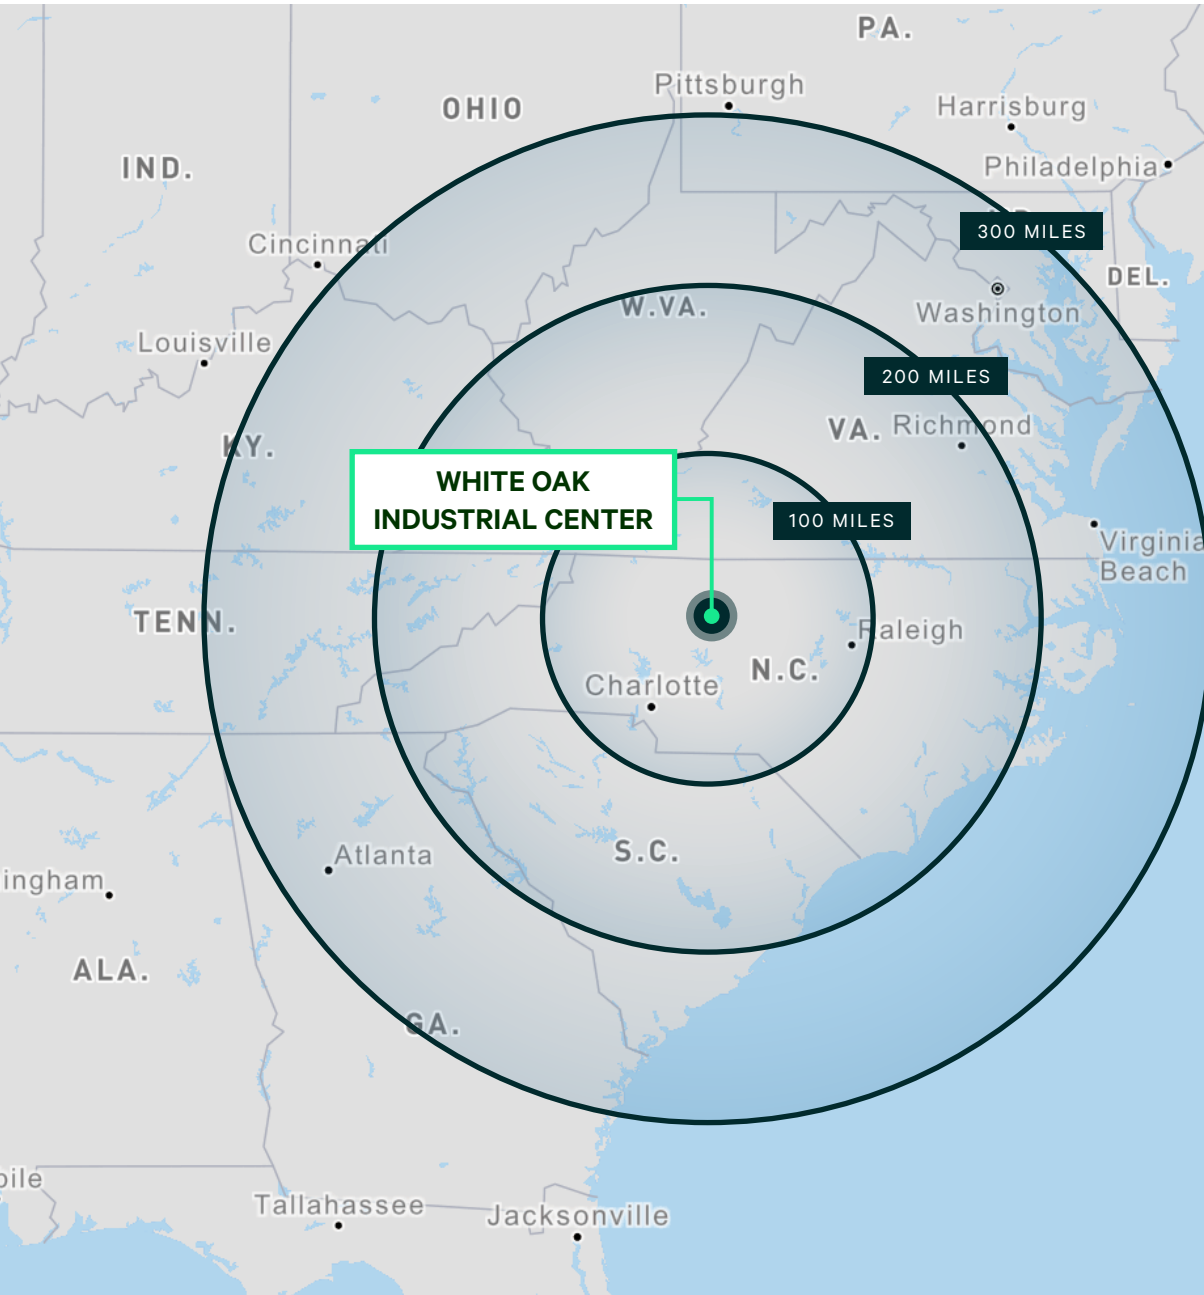 PA.
Pittsburgh
OHIO
Harrisburg
IND.
Philadelphia
300 MILES
Cincinnati
DEL.
W.VA.
Washington
Louisville
200 MILES
VA.
Richmond
KY.
WHITE OAK
INDUSTRIAL CENTER
100 MILES
Virginia
Beach
TENN.
Raleigh
N.C.
Charlotte
S.C.
Atlanta
ingham
ALA.
GA.
bile
Tallahassee
Jacksonville